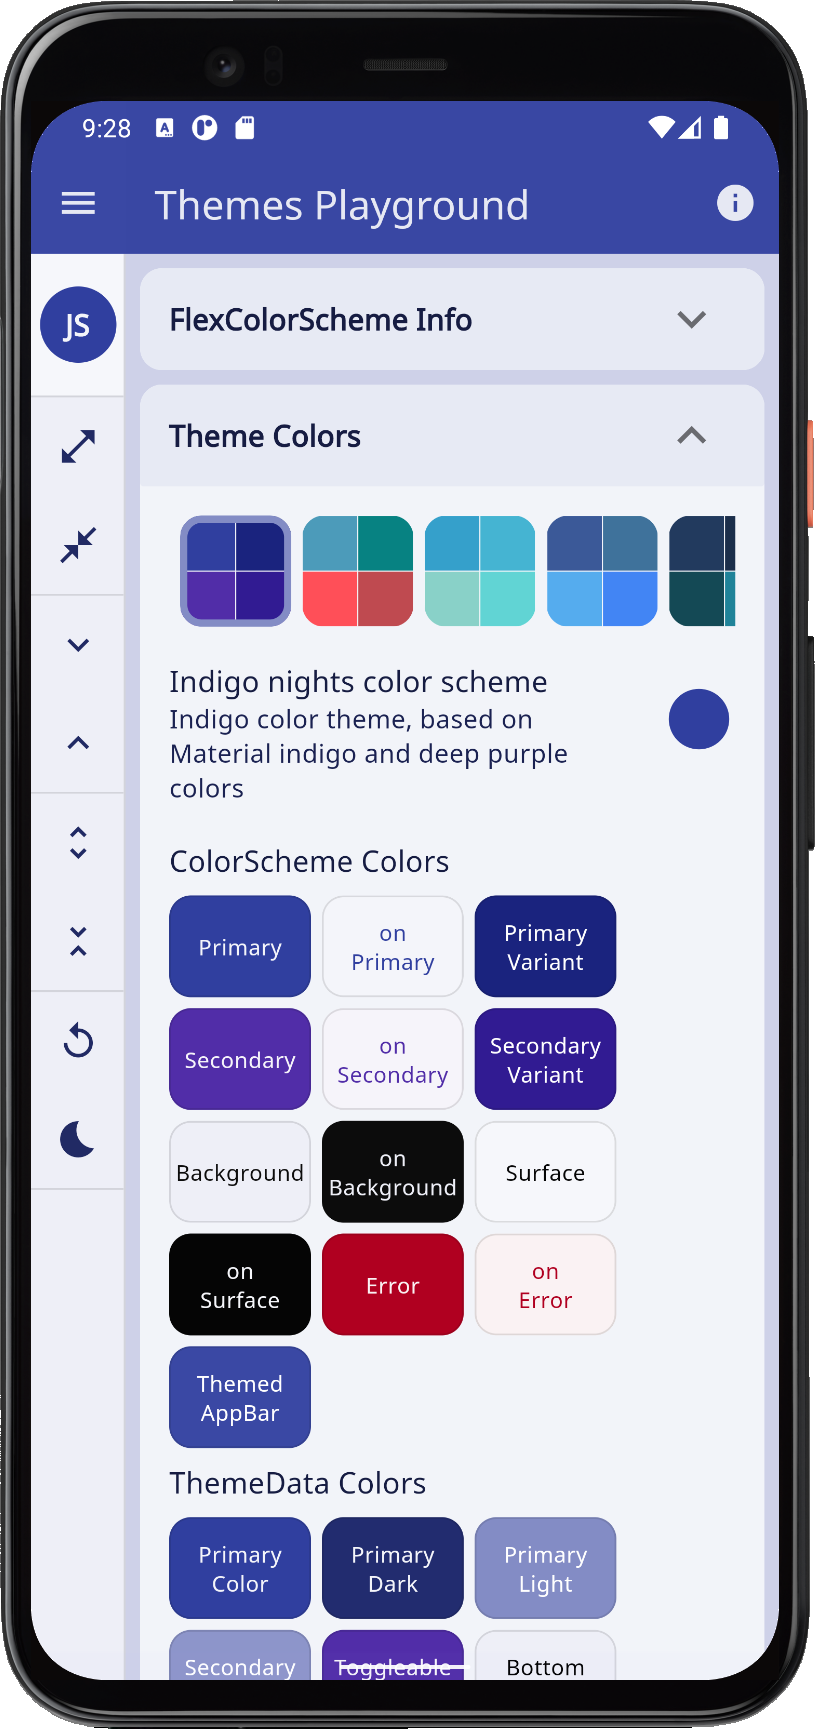 9:28
A
Themes Playground
JS
FlexColorScheme Info
Theme Colors
Indigo nights color scheme
Indigo color theme, based on
Material indigo and deep purple
colors
ColorScheme Colors
Primary
on
Primary
Primary
Variant
Secondary
on
Secondary
Secondary
Variant
Background
on
Background
Surface
on
Surface
Error
on
Error
Themed
AppBar
ThemeData Colors
Primary
Color
Primary
Dark
Primary
Light
Secondary
Toggleable
Bottom